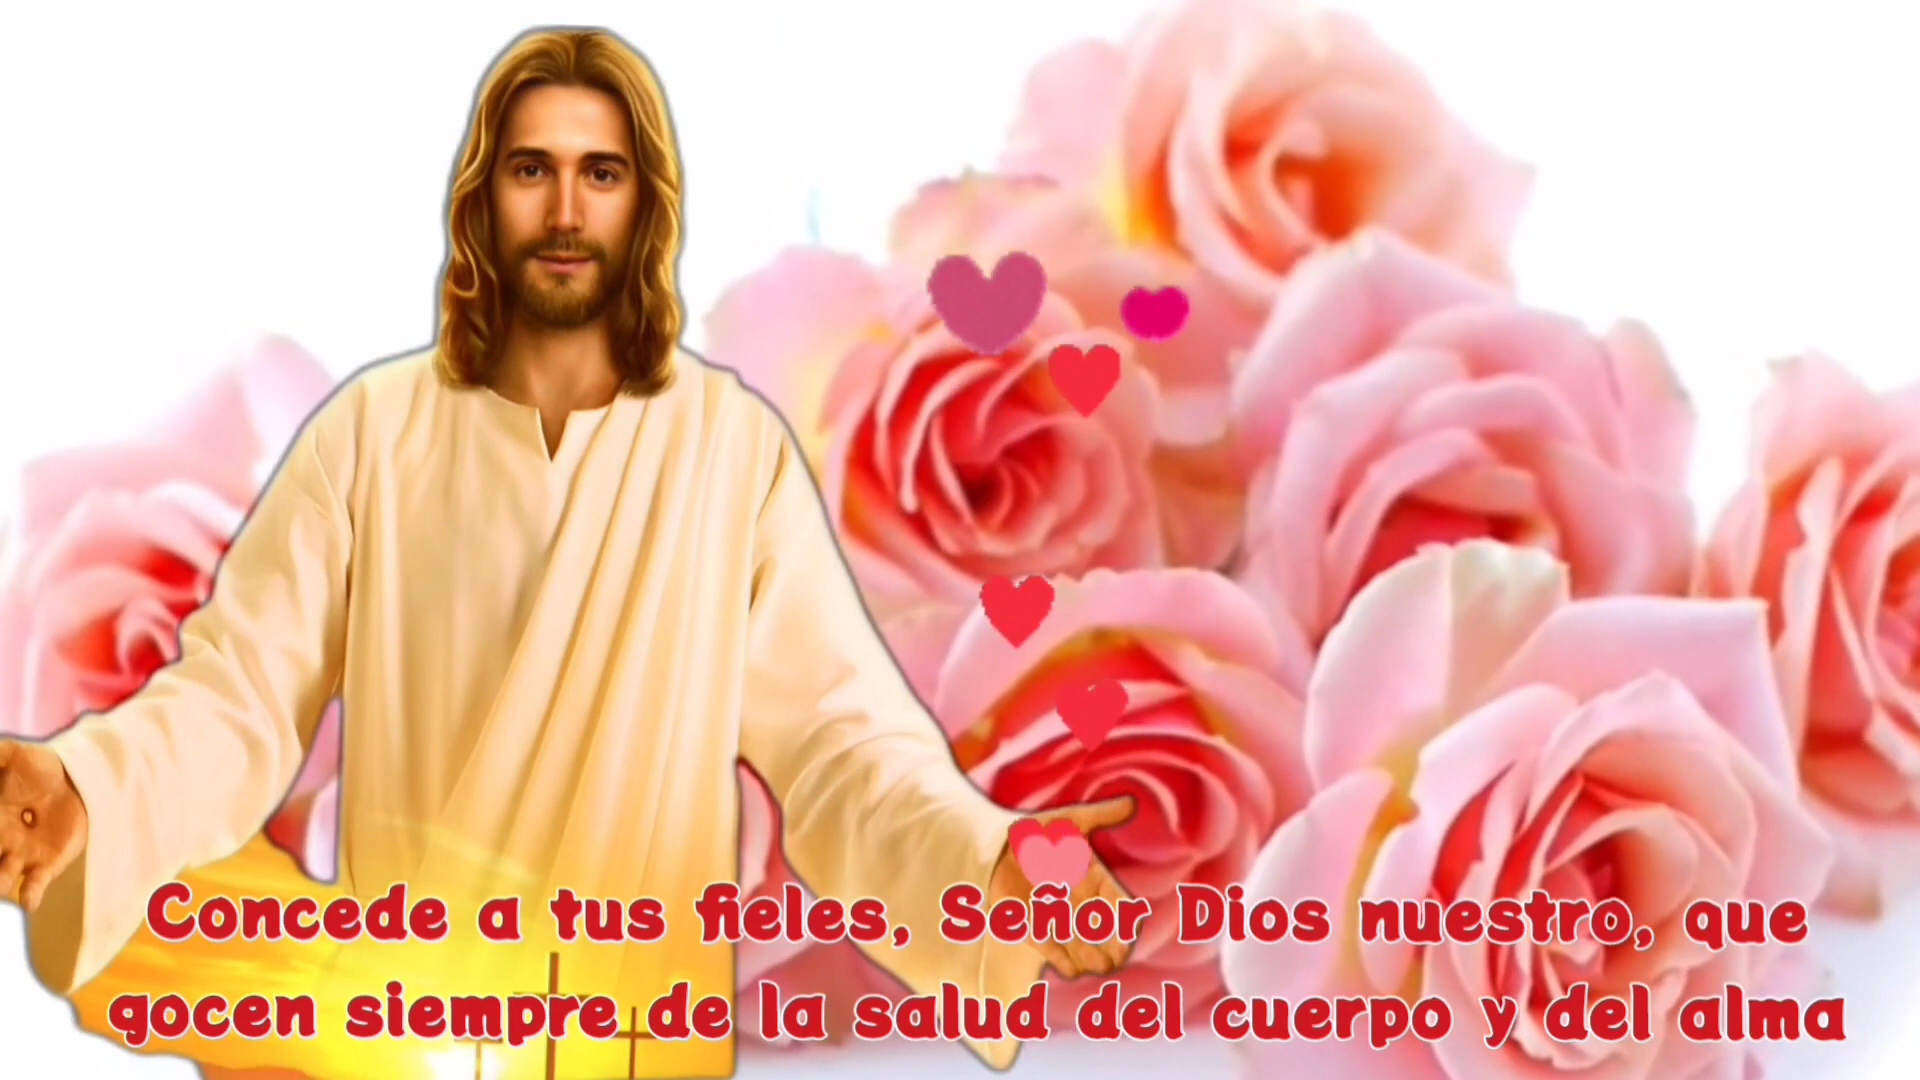 Concede a tus fieles, Señor Dios nuestro, que
gocen siempre de la salud del cuerpo y del alma